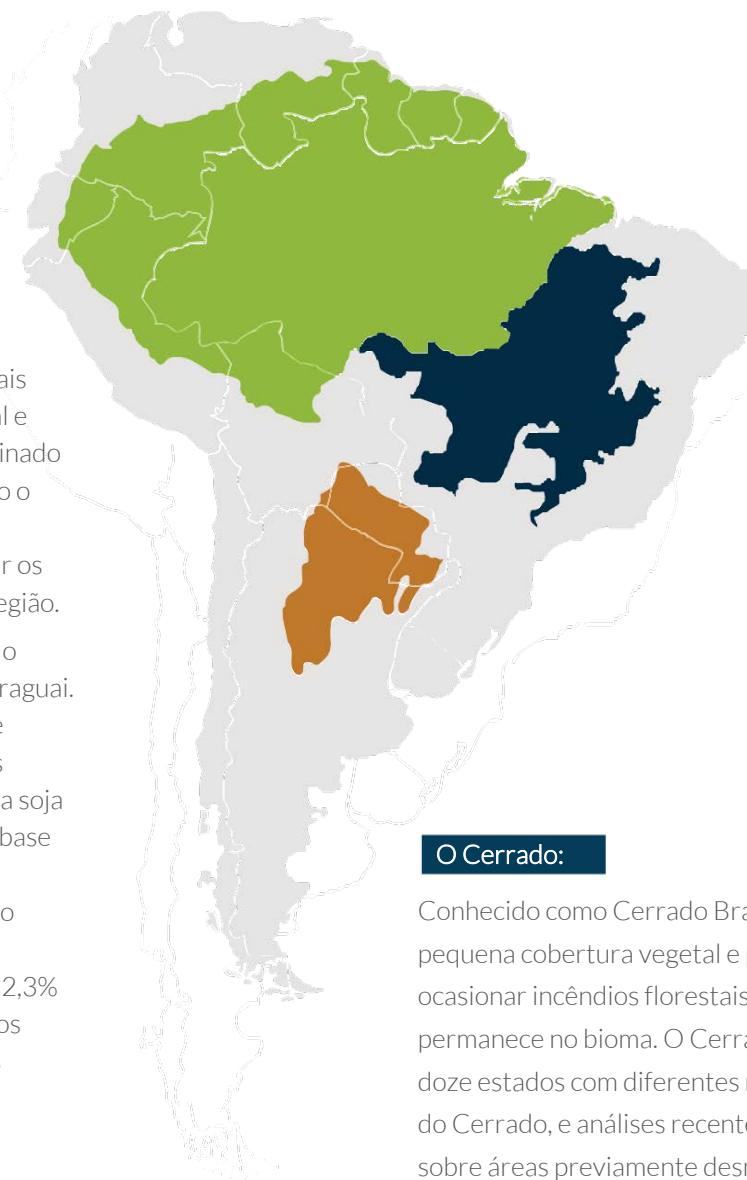 ais
l e
inado
o o
r os
egião.
o
raguai.
e
s
a soja
base
o
2,3%
os
O Cerrado:
Conhecido como Cerrado Bra
pequena cobertura vegetal e
ocasionar incêndios florestais
permanece no bioma. O Cerra
doze estados com diferentes
do Cerrado, e análises recente
sobre áreas previamente desm